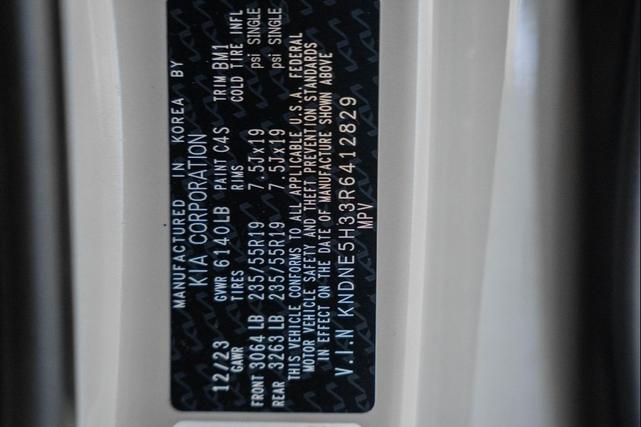 MANUFACTURED IN KOREA BY
KIA CORPORATION
12/23 GVWR 6140LB PAINT C4S TRIM BM1
GAWR TIRES RIMS COLD TIRE INFL
FRONT 3064 LB 235/55R19 7.5Jx19 psi SINGLE
REAR 3263 LB 235/55R19 7.5Jx19 psi SINGLE
THIS VEHICLE CONFORMS TO ALL APPLICABLE U.S.A. FEDERAL
MOTOR VEHICLE SAFETY AND THEFT PREVENTION STANDARDS
IN EFFECT ON THE DATE OF MANUFACTURE SHOWN ABOVE
V.I.N KNDNE5H33R6412829
MPV